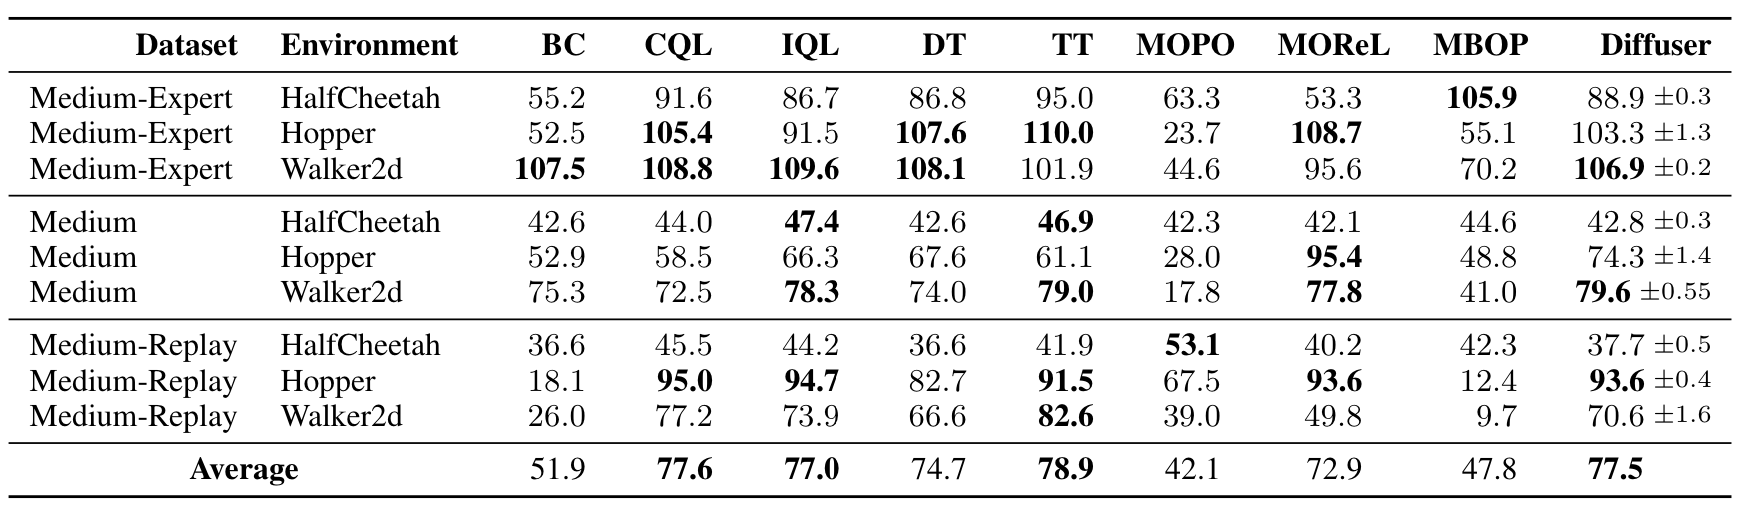 Dataset Environment BC CQL IQL DT TT MOPO MOReL MBOP Diffuser
Medium-Expert HalfCheetah 55.2 91.6 86.7 86.8 95.0 63.3 53.3 105.9 88.9 ±0.3
Medium-Expert Hopper 52.5 105.4 91.5 107.6 110.0 23.7 108.7 55.1 103.3 ±1.3
Medium-Expert Walker2d 107.5 108.8 109.6 108.1 101.9 44.6 95.6 70.2 106.9 ±0.2
Medium HalfCheetah 42.6 44.0 47.4 42.6 46.9 42.3 42.1 44.6 42.8 ±0.3
Medium Hopper 52.9 58.5 66.3 67.6 61.1 28.0 95.4 48.8 74.3 ±1.4
Medium Walker2d 75.3 72.5 78.3 74.0 79.0 17.8 77.8 41.0 79.6 ±0.55
Medium-Replay HalfCheetah 36.6 45.5 44.2 36.6 41.9 53.1 40.2 42.3 37.7 ±0.5
Medium-Replay Hopper 18.1 95.0 94.7 82.7 91.5 67.5 93.6 12.4 93.6 ±0.4
Medium-Replay Walker2d 26.0 77.2 73.9 66.6 82.6 39.0 49.8 9.7 70.6 ±1.6
Average 51.9 77.6 77.0 74.7 78.9 42.1 72.9 47.8 77.5